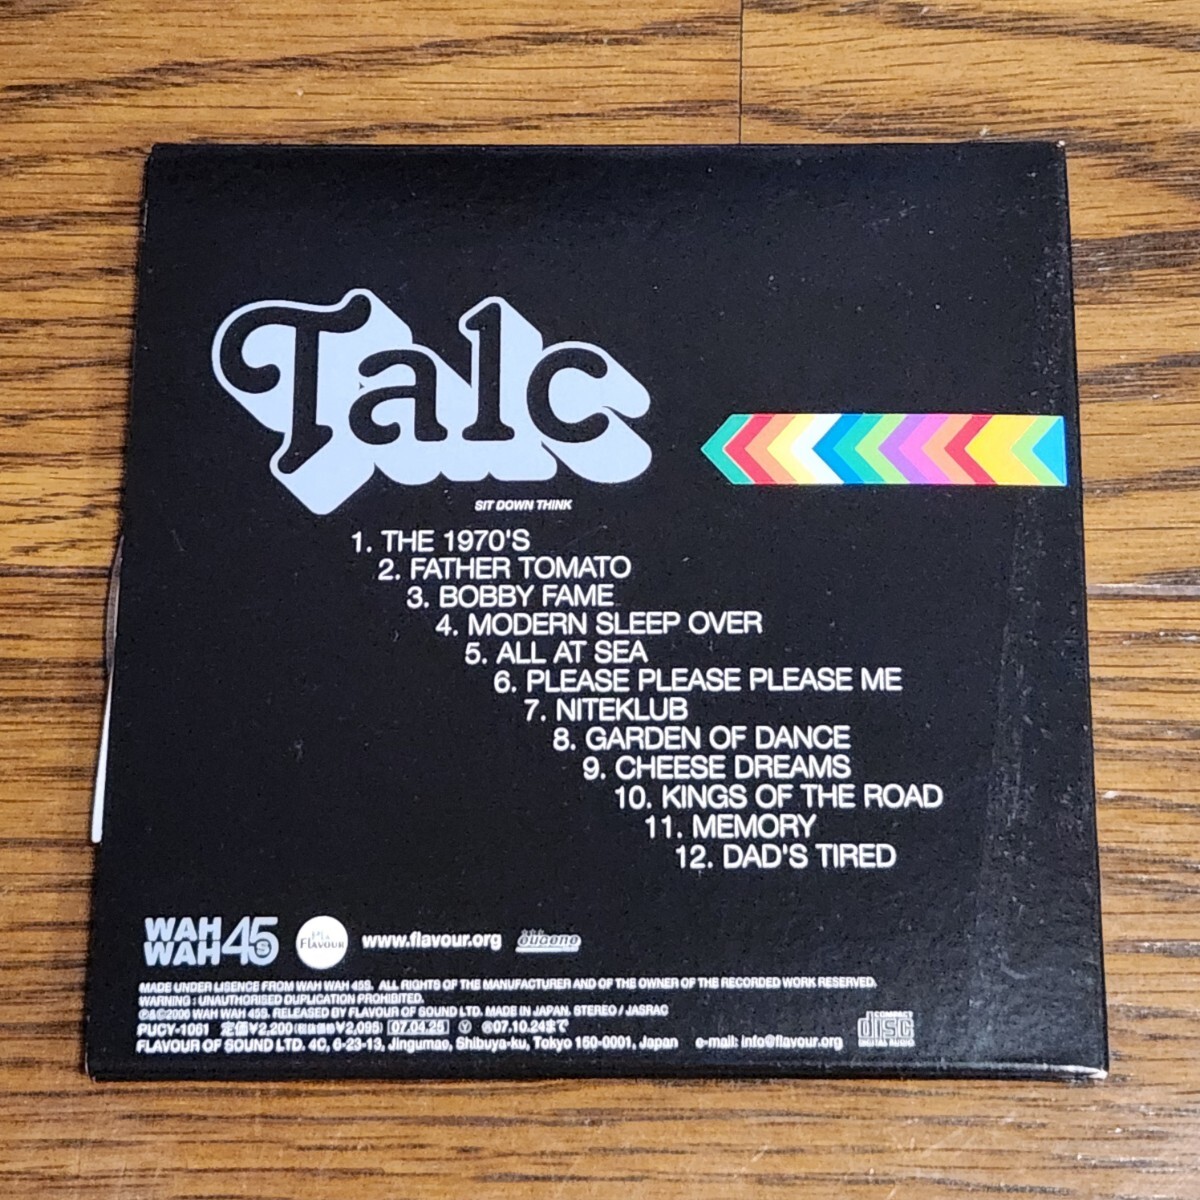 Talc
SIT DOWN THINK
1. THE 1970'S
2. FATHER TOMATO
3. BOBBY FAME
4. MODERN SLEEP OVER
5. ALL AT SEA
6. PLEASE PLEASE PLEASE ME
7. NITEKLUB
8. GARDEN OF DANCE
9. CHEESE DREAMS
10. KINGS OF THE ROAD
11. MEMORY
12. DAD'S TIRED
WAH
WAH 45s
FLAVOUR
www.flavour.org
MADE UNDER LISENCE FROM WAH WAH 45S. ALL RIGHTS OF THE MANUFACTURER AND OF THE OWNER OF THE RECORDED WORK RESERVED.
WARNING : UNAUTHORISED DUPLICATION PROHIBITED.
℗&©2006 WAH WAH 45S. RELEASED BY FLAVOUR OF SOUND LTD. MADE IN JAPAN. STEREO / JASRAC
PUCY-1061 定価¥2,200(税抜価格¥2,095) 07.04.25 Ⓨ 07.10.24まで
FLAVOUR OF SOUND LTD. 4C, 6-23-13, Jingumae, Shibuya-ku, Tokyo 150-0001, Japan e-mail: info@flavour.org
COMPACT
disc
DIGITAL AUDIO